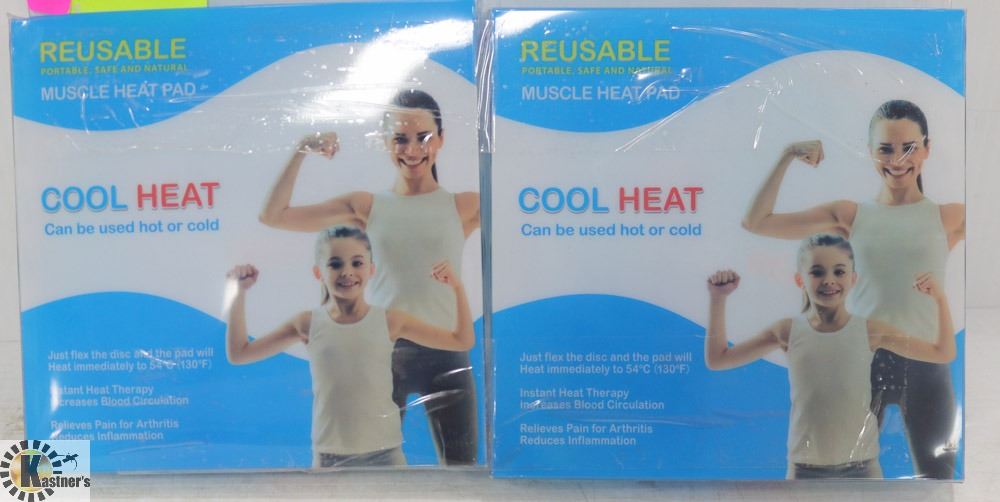 REUSABLE
PORTABLE, SAFE AND NATURAL
MUSCLE HEAT PAD
COOL HEAT
Can be used hot or cold
Just flex the disc and the pad will
Heat immediately to 54°C (130°F)
Instant Heat Therapy
Increases Blood Circulation
Relieves Pain for Arthritis
Reduces Inflammation
REUSABLE
PORTABLE, SAFE AND NATURAL
MUSCLE HEAT PAD
COOL HEAT
Can be used hot or cold
Just flex the disc and the pad will
Heat immediately to 54°C (130°F)
Instant Heat Therapy
Increases Blood Circulation
Relieves Pain for Arthritis
Reduces Inflammation
Kastner's